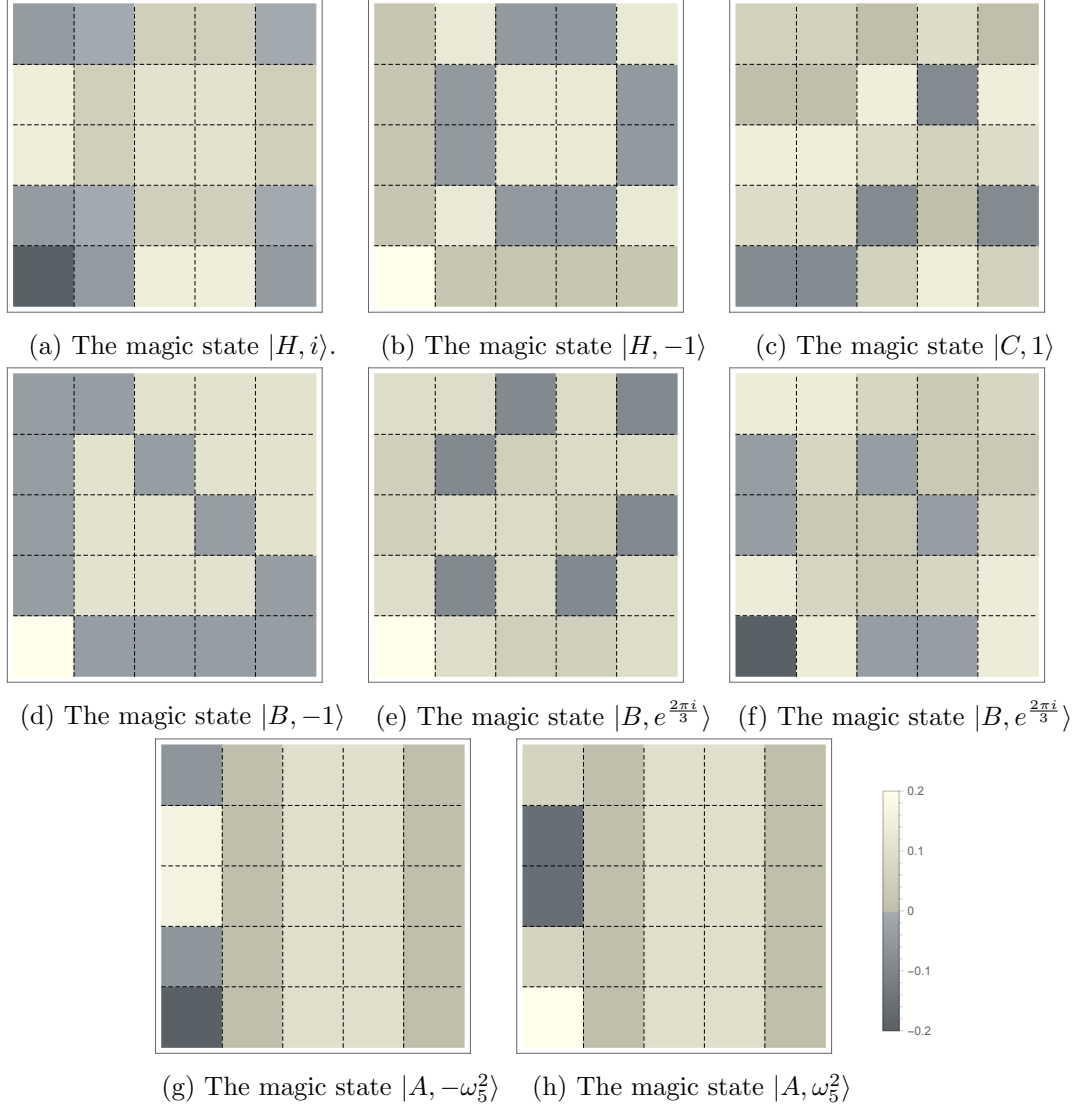 (a) The magic state |H, i⟩.
(b) The magic state |H, −1⟩
(c) The magic state |C, 1⟩
(d) The magic state |B, −1⟩
(e) The magic state |B, e^{\frac{2πi}{3}}⟩
(f) The magic state |B, e^{\frac{2πi}{3}}⟩
0.2
0.1
0
−0.1
−0.2
(g) The magic state |A, −ω_5^2⟩
(h) The magic state |A, ω_5^2⟩